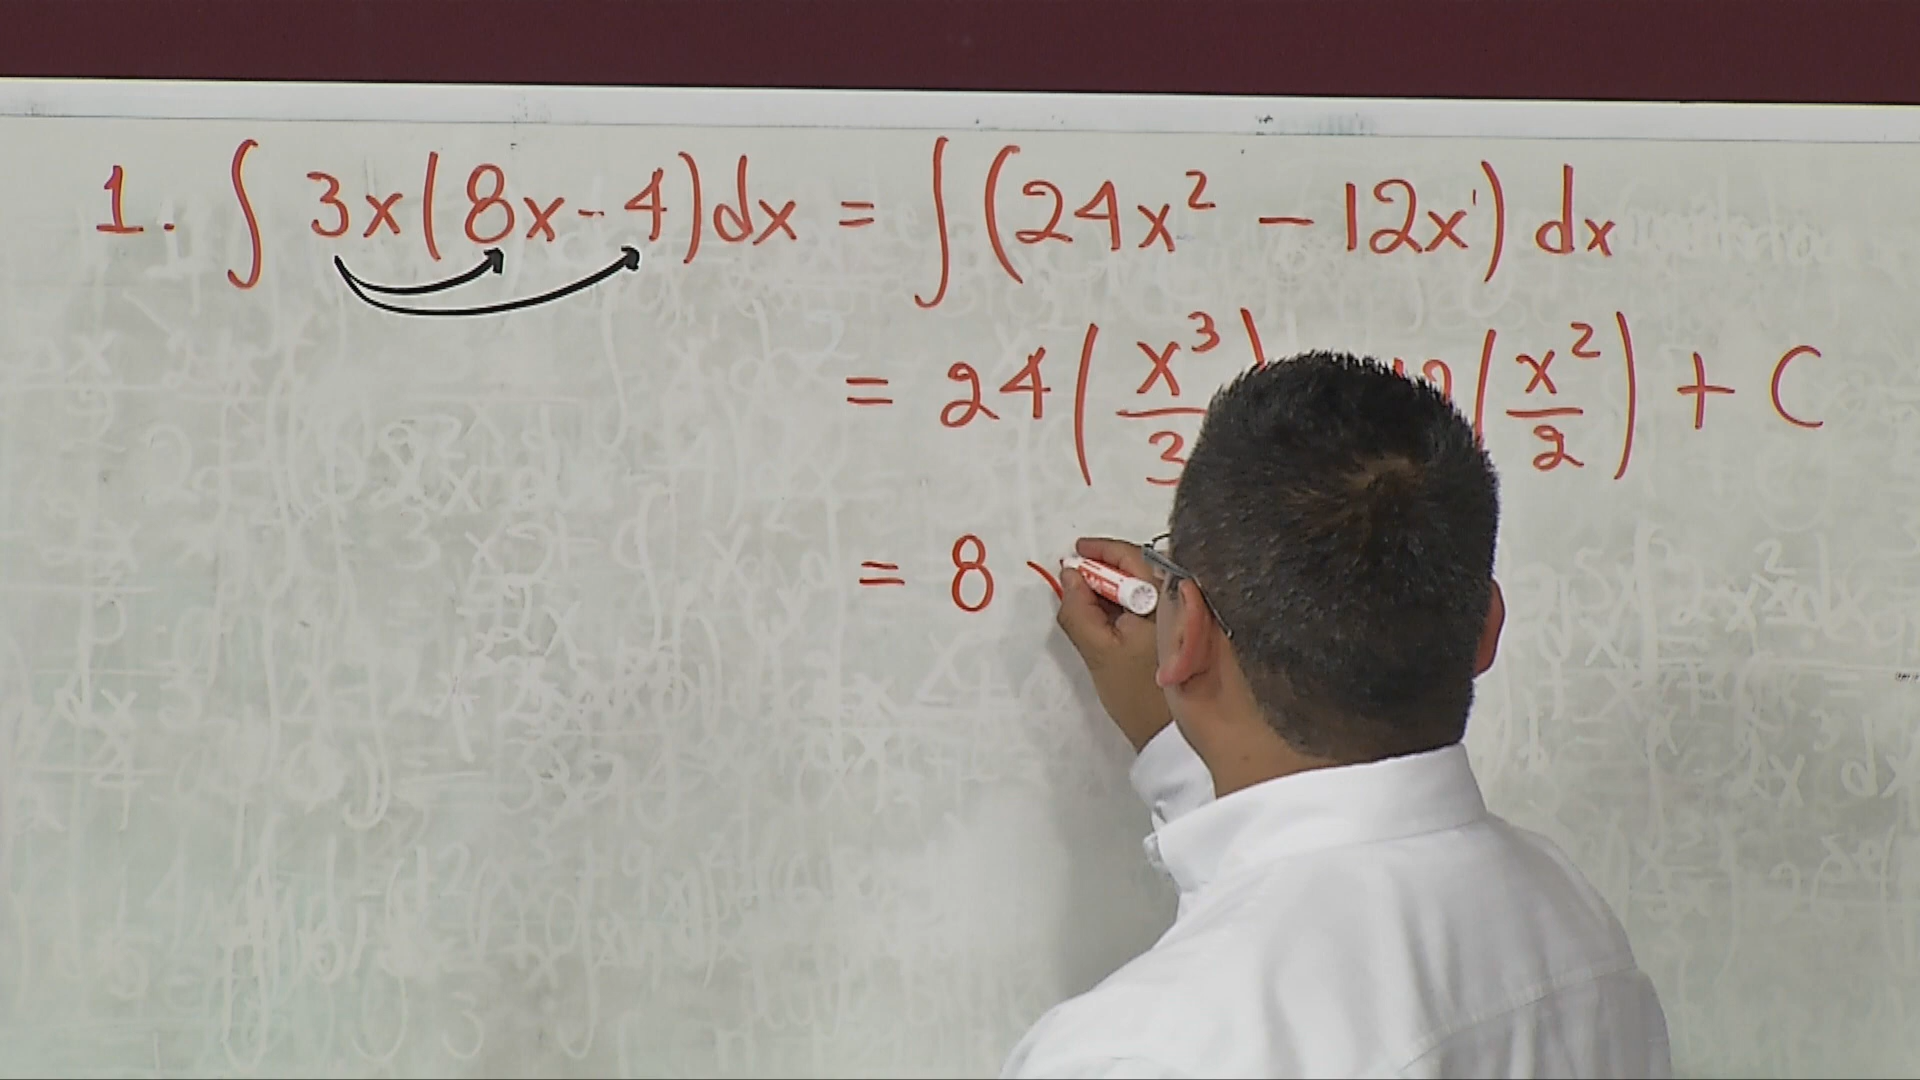 1. ∫ 3x(8x-4)dx = ∫(24x² - 12x¹) dx
= 24(x³/3) (x²/2) + C
= 8